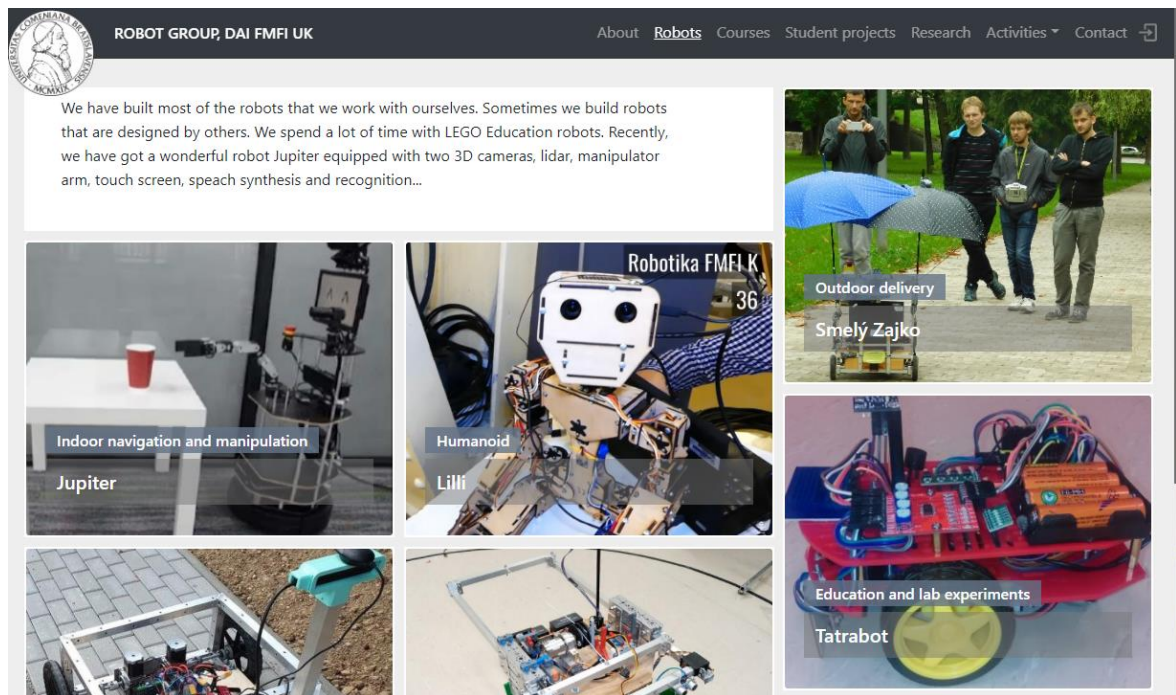 UNIVERSITAS COMENIANA BRATISLAVENSIS
MCMXIX
ROBOT GROUP, DAI FMFI UK
About Robots Courses Student projects Research Activities Contact
We have built most of the robots that we work with ourselves. Sometimes we build robots
that are designed by others. We spend a lot of time with LEGO Education robots. Recently,
we have got a wonderful robot Jupiter equipped with two 3D cameras, lidar, manipulator
arm, touch screen, speach synthesis and recognition...
Outdoor delivery
Smelý Zajko
Indoor navigation and manipulation
Jupiter
Robotika FMFI K
36
Humanoid
Lilli
Education and lab experiments
Tatrabot